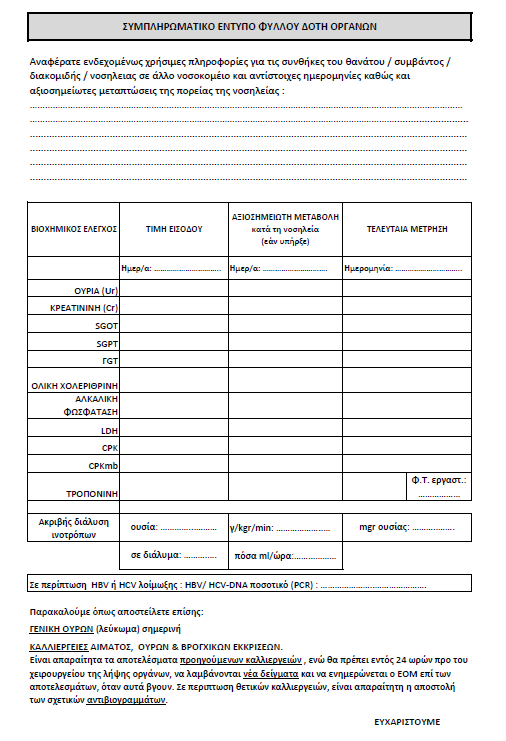 ΣΥΜΠΛΗΡΩΜΑΤΙΚΟ ΕΝΤΥΠΟ ΦΥΛΛΟΥ ΔΟΤΗ ΟΡΓΑΝΩΝ
Αναφέρατε ενδεχομένως χρήσιμες πληροφορίες για τις συνθήκες του θανάτου / συμβάντος /
διακομιδής / νοσηλειας σε άλλο νοσοκομείο και αντίστοιχες ημερομηνίες καθώς και
αξιοσημείωτες μεταπτώσεις της πορείας της νοσηλείας :
................................................................................
................................................................................
................................................................................
................................................................................
................................................................................
................................................................................
ΒΙΟΧΗΜΙΚΟΣ ΕΛΕΓΧΟΣ ΤΙΜΗ ΕΙΣΟΔΟΥ ΑΞΙΟΣΗΜΕΙΩΤΗ ΜΕΤΑΒΟΛΗ κατά τη νοσηλεία (εάν υπήρξε) ΤΕΛΕΥΤΑΙΑ ΜΕΤΡΗΣΗ
Ημερ/α: ............................ Ημερ/α: ........................... Ημερομηνία: ............................
ΟΥΡΙΑ (Ur)
ΚΡΕΑΤΙΝΙΝΗ (Cr)
SGOT
SGPT
ΓGT
ΟΛΙΚΗ ΧΟΛΕΡΙΘΡΙΝΗ
ΑΛΚΑΛΙΚΗ
ΦΩΣΦΑΤΑΣΗ
LDH
CPK
CPKmb
ΤΡΟΠΟΝΙΝΗ Φ.Τ. εργαστ.: .................
Ακριβής διάλυση ινοτρόπων ουσία: ....................... γ/kgr/min: ...................... mgr ουσίας: .................
σε διάλυμα: ............. πόσα ml/ώρα:.................
Σε περίπτωση HBV ή HCV λοίμωξης : HBV/ HCV-DNA ποσοτικό (PCR) : ...........................................
Παρακαλούμε όπως αποστείλετε επίσης:
ΓΕΝΙΚΗ ΟΥΡΩΝ (λεύκωμα) σημερινή
ΚΑΛΛΙΕΡΓΕΙΕΣ ΑΙΜΑΤΟΣ, ΟΥΡΩΝ & ΒΡΟΓΧΙΚΩΝ ΕΚΚΡΙΣΕΩΝ.
Είναι απαραίτητα τα αποτελέσματα προηγούμενων καλλιεργειών , ενώ θα πρέπει εντός 24 ωρών προ του
χειρουργείου της λήψης οργάνων, να λαμβάνονται νέα δείγματα και να ενημερώνεται ο ΕΟΜ επί των
αποτελεσμάτων, όταν αυτά βγουν. Σε περιπτωση θετικών καλλιεργειών, είναι απαραίτητη η αποστολή
των σχετικών αντιβιογραμμάτων.
ΕΥΧΑΡΙΣΤΟΥΜΕ